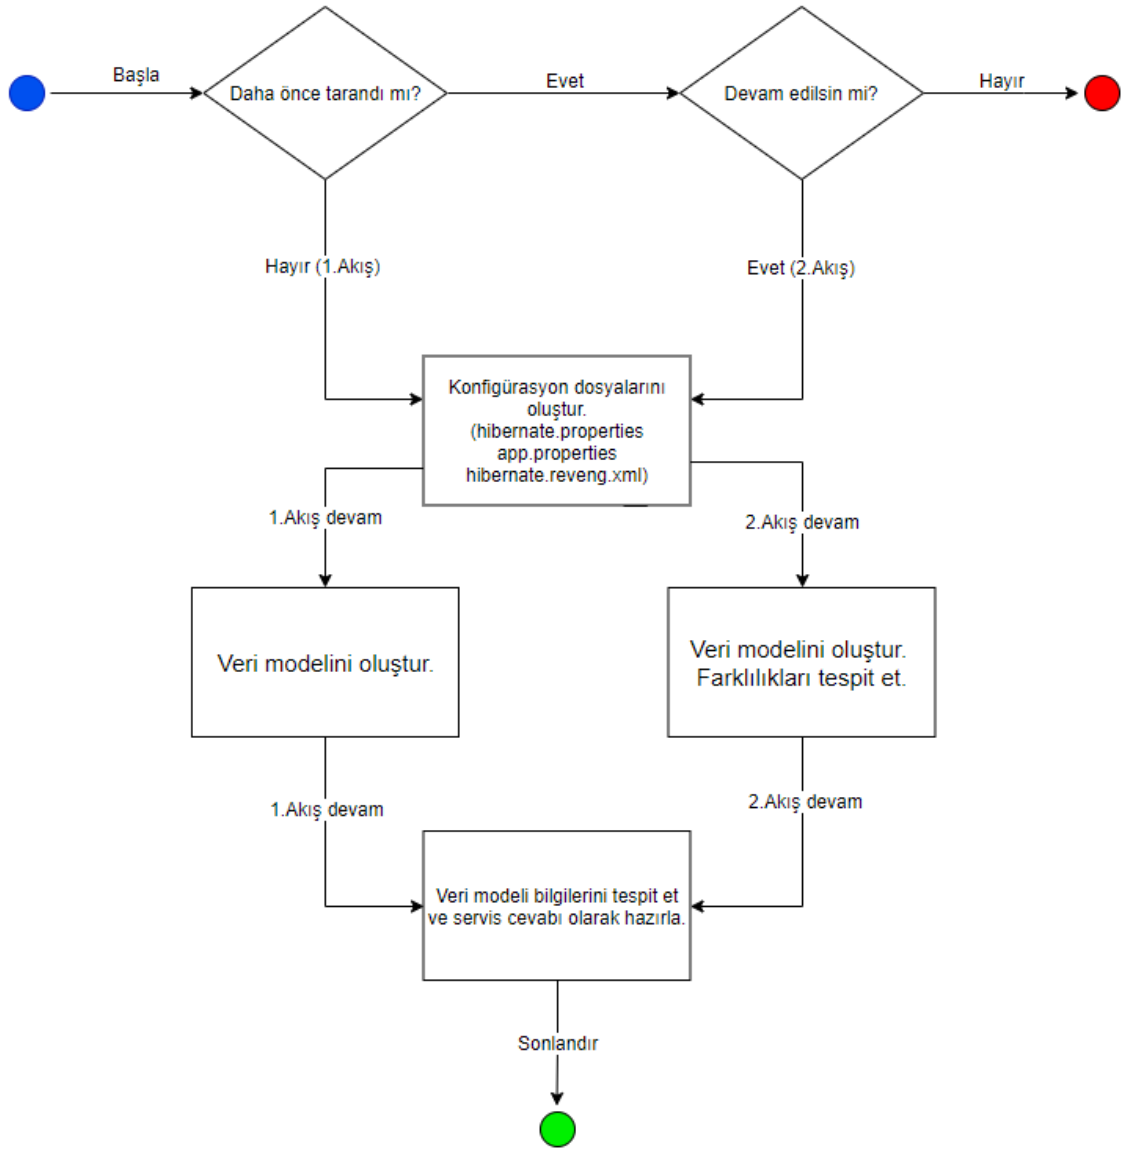 Başla
Daha önce tarandı mı?
Evet
Devam edilsin mi?
Hayır
Hayır (1.Akış)
Evet (2.Akış)
Konfigürasyon dosyalarını
oluştur.
(hibernate.properties
app.properties
hibernate.reveng.xml)
1.Akış devam
2.Akış devam
Veri modelini oluştur.
Veri modelini oluştur.
Farklılıkları tespit et.
1.Akış devam
2.Akış devam
Veri modeli bilgilerini tespit et
ve servis cevabı olarak hazırla.
Sonlandır